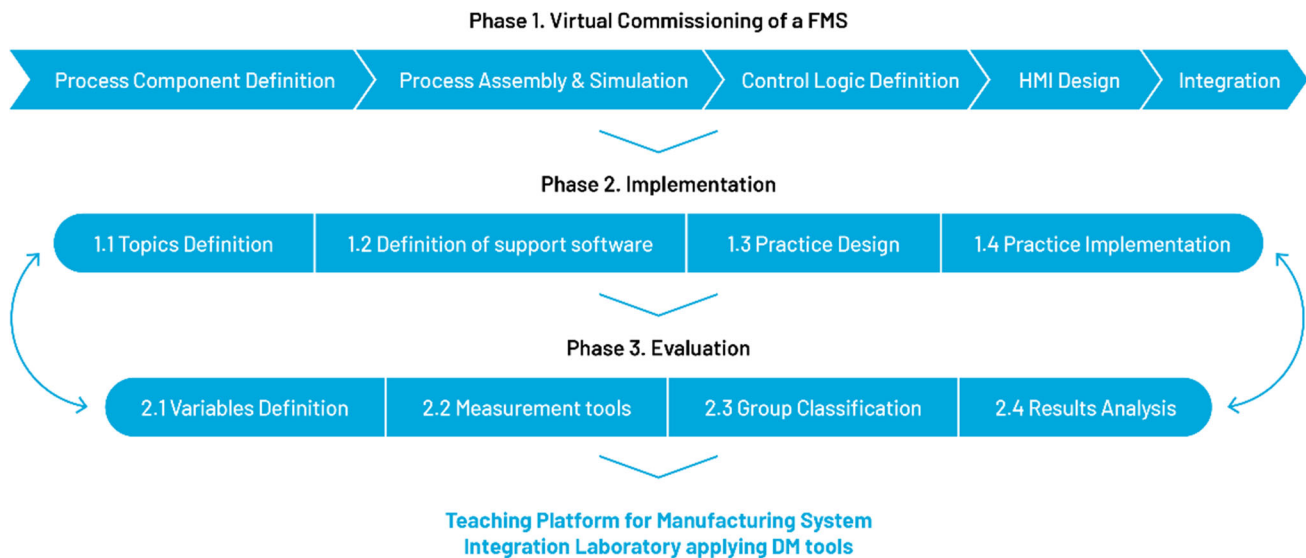 Phase 1. Virtual Commissioning of a FMS
Process Component Definition
Process Assembly & Simulation
Control Logic Definition
HMI Design
Integration
Phase 2. Implementation
1.1 Topics Definition
1.2 Definition of support software
1.3 Practice Design
1.4 Practice Implementation
Phase 3. Evaluation
2.1 Variables Definition
2.2 Measurement tools
2.3 Group Classification
2.4 Results Analysis
Teaching Platform for Manufacturing System
Integration Laboratory applying DM tools